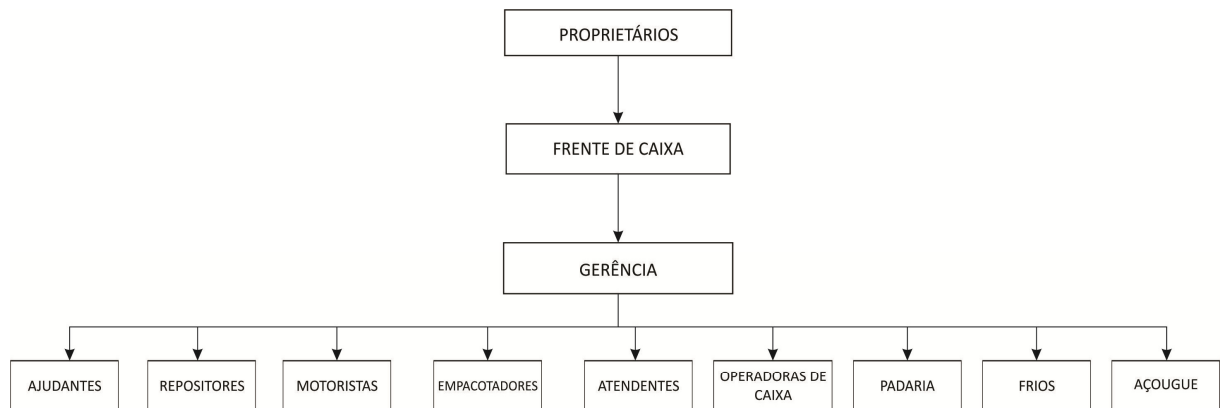 PROPRIETÁRIOS
FRENTE DE CAIXA
GERÊNCIA
AJUDANTES
REPOSITORES
MOTORISTAS
EMPACOTADORES
ATENDENTES
OPERADORAS DE
CAIXA
PADARIA
FRIOS
AÇOUGUE